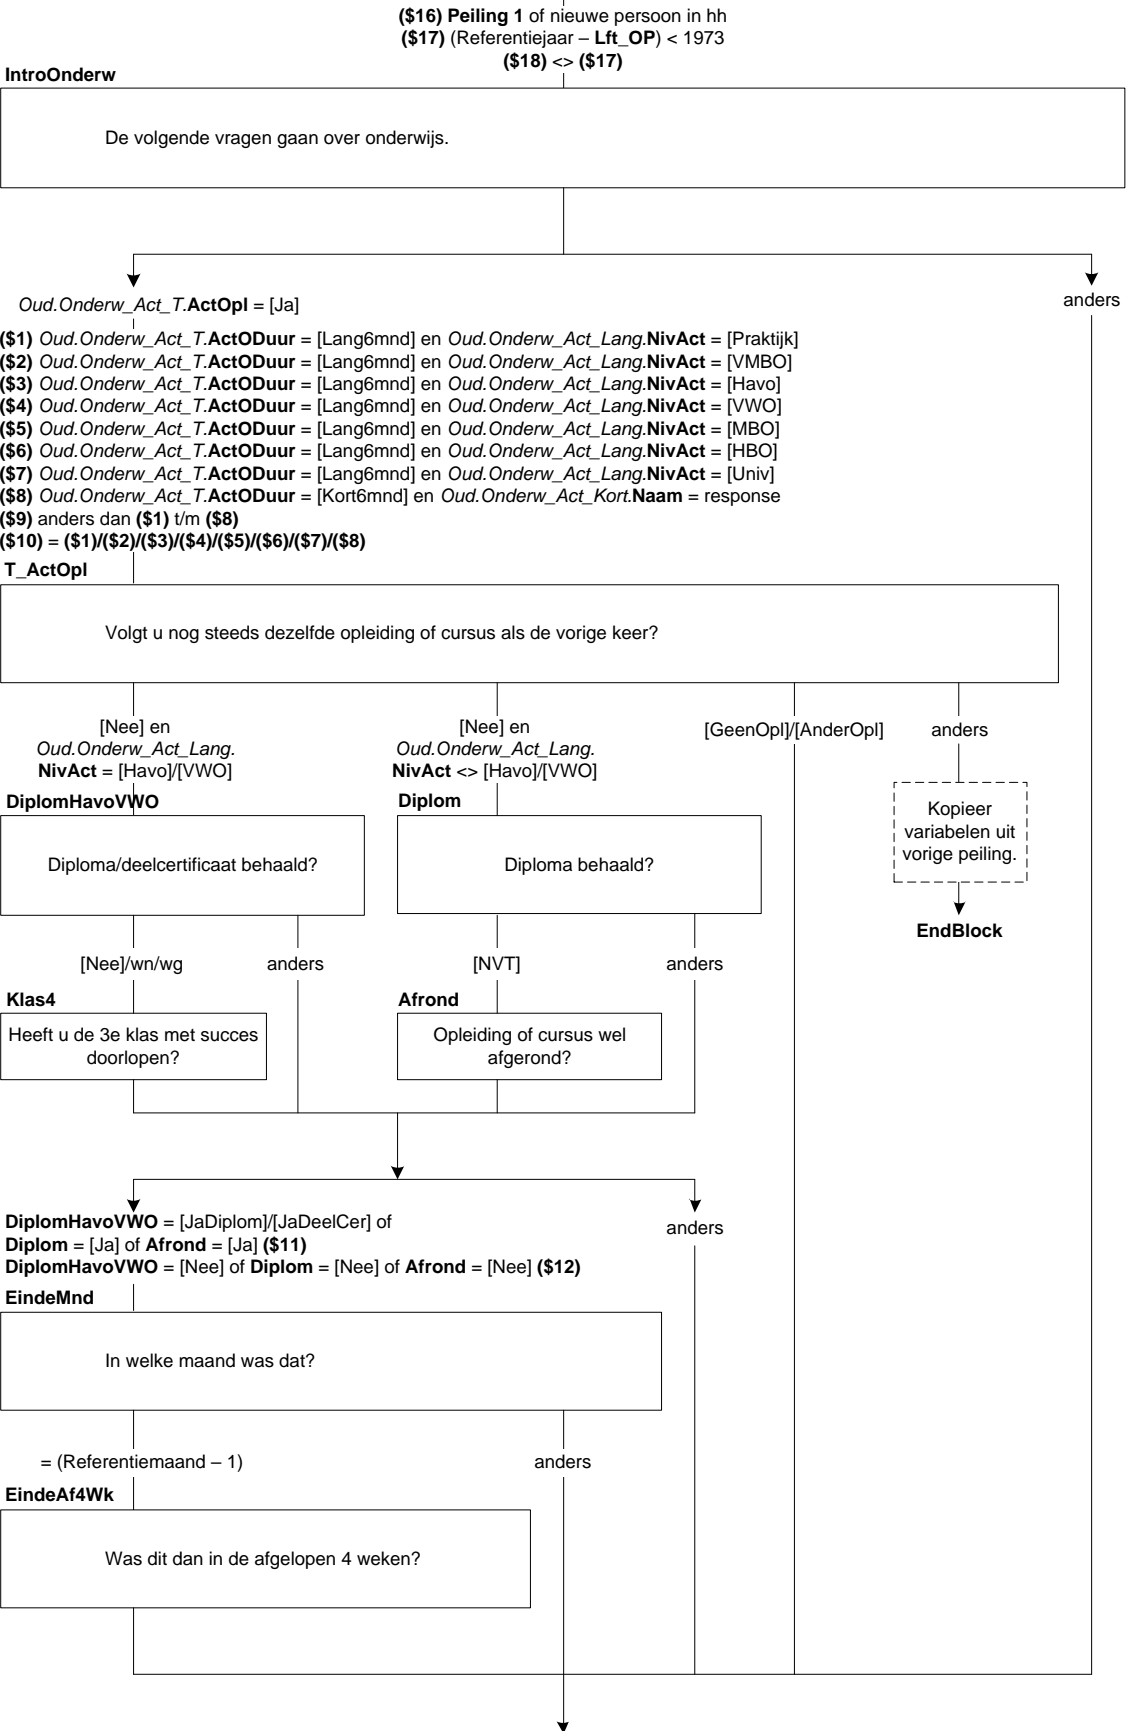 ($16) Peiling 1 of nieuwe persoon in hh
($17) (Referentiejaar – Lft_OP) < 1973
($18) <> ($17)
IntroOnderw
De volgende vragen gaan over onderwijs.
Oud.Onderw_Act_T.ActOpl = [Ja]
anders
($1) Oud.Onderw_Act_T.ActODuur = [Lang6mnd] en Oud.Onderw_Act_Lang.NivAct = [Praktijk]
($2) Oud.Onderw_Act_T.ActODuur = [Lang6mnd] en Oud.Onderw_Act_Lang.NivAct = [VMBO]
($3) Oud.Onderw_Act_T.ActODuur = [Lang6mnd] en Oud.Onderw_Act_Lang.NivAct = [Havo]
($4) Oud.Onderw_Act_T.ActODuur = [Lang6mnd] en Oud.Onderw_Act_Lang.NivAct = [VWO]
($5) Oud.Onderw_Act_T.ActODuur = [Lang6mnd] en Oud.Onderw_Act_Lang.NivAct = [MBO]
($6) Oud.Onderw_Act_T.ActODuur = [Lang6mnd] en Oud.Onderw_Act_Lang.NivAct = [HBO]
($7) Oud.Onderw_Act_T.ActODuur = [Lang6mnd] en Oud.Onderw_Act_Lang.NivAct = [Univ]
($8) Oud.Onderw_Act_T.ActODuur = [Kort6mnd] en Oud.Onderw_Act_Kort.Naam = response
($9) anders dan ($1) t/m ($8)
($10) = ($1)/($2)/($3)/($4)/($5)/($6)/($7)/($8)
T_ActOpl
Volgt u nog steeds dezelfde opleiding of cursus als de vorige keer?
[Nee] en
Oud.Onderw_Act_Lang.
NivAct = [Havo]/[VWO]
[Nee] en
Oud.Onderw_Act_Lang.
NivAct <> [Havo]/[VWO]
[GeenOpl]/[AnderOpl]
anders
DiplomHavoVWO
Diploma/deelcertificaat behaald?
Diplom
Diploma behaald?
Kopieer
variabelen uit
vorige peiling.
EndBlock
[Nee]/wn/wg
anders
[NVT]
anders
Klas4
Heeft u de 3e klas met succes
doorlopen?
Afrond
Opleiding of cursus wel
afgerond?
DiplomHavoVWO = [JaDiplom]/[JaDeelCer] of
Diplom = [Ja] of Afrond = [Ja] ($11)
DiplomHavoVWO = [Nee] of Diplom = [Nee] of Afrond = [Nee] ($12)
anders
EindeMnd
In welke maand was dat?
= (Referentiemaand – 1)
anders
EindeAf4Wk
Was dit dan in de afgelopen 4 weken?